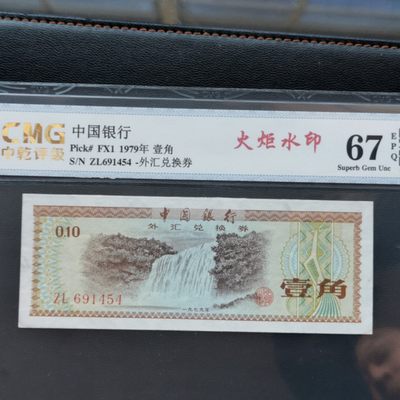 CMG
中乾评级
中国银行
Pick# FX1 1979年 壹角
S/N ZL691454 -外汇兑换券
火炬水印
67
EPQ
Superb Gem Unc
中国银行
外汇兑换券
0.10
ZL 691454
壹角
一九七九年